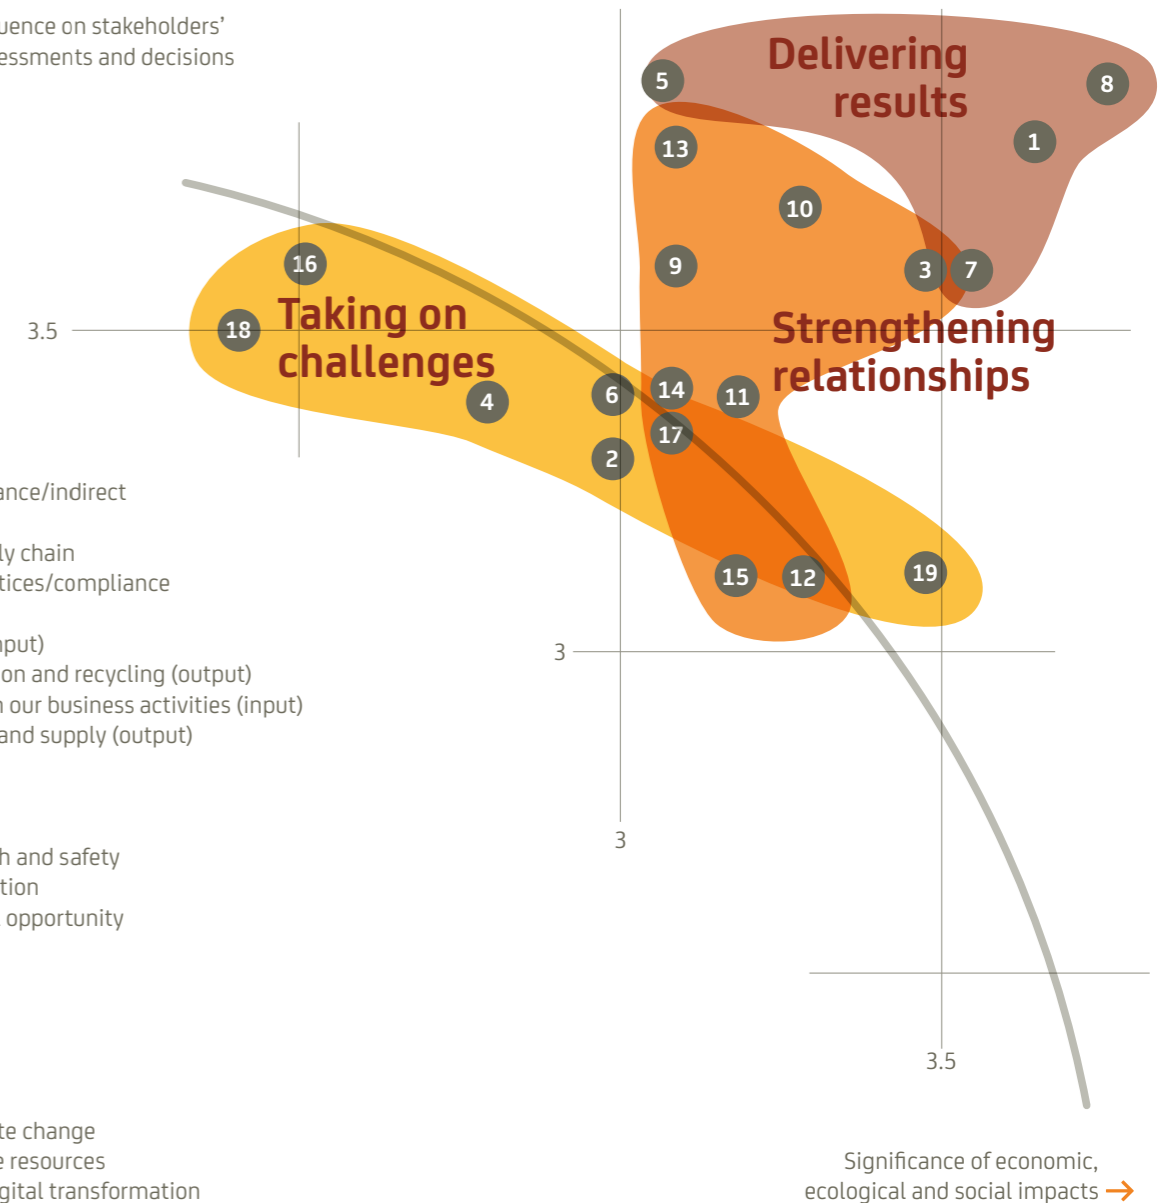 uence on stakeholders'
essments and decisions
Delivering
results
5
8
1
13
10
9
3
7
16
18
Taking on
challenges
3.5
Strengthening
relationships
4
6
14
11
17
2
15
12
19
ance/indirect
ly chain
tices/compliance
nput)
on and recycling (output)
n our business activities (input)
and supply (output)
3
3
h and safety
tion
opportunity
3.5
te change
e resources
gital transformation
Significance of economic,
ecological and social impacts →